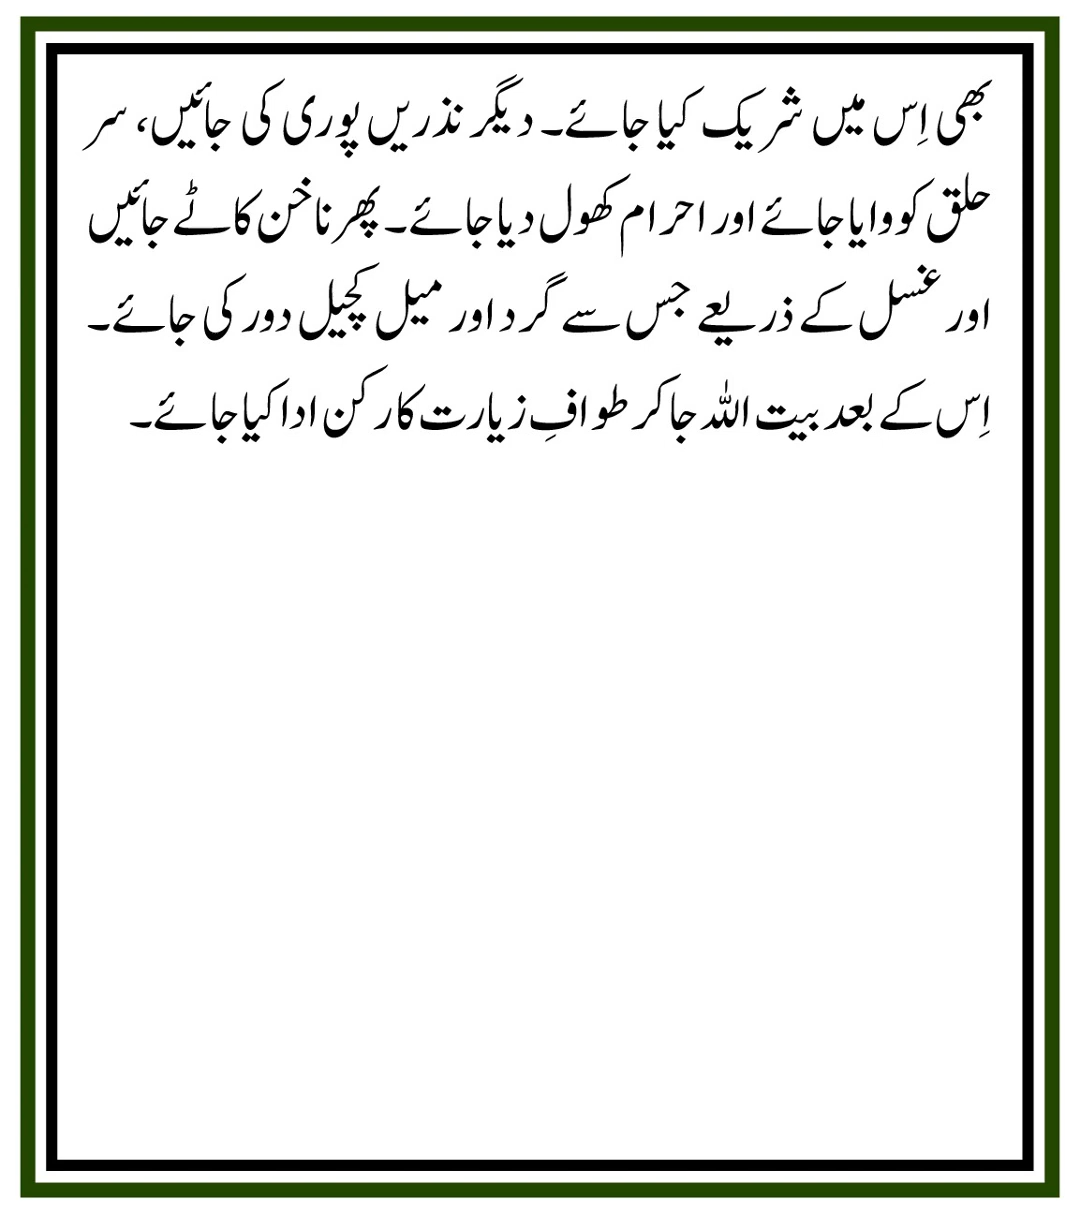 بھی اِس میں شریک کیا جائے۔ دیگر نذریں پوری کی جائیں، سر
حلق کووایا جائے اور احرام کھول دیا جائے۔ پھر ناخن کاٹے جائیں
اور غسل کے ذریعے جس سے گرد اور میل کچیل دور کی جائے۔
اِس کے بعد بیت اللہ جا کر طوافِ زیارت کا رکن ادا کیا جائے۔